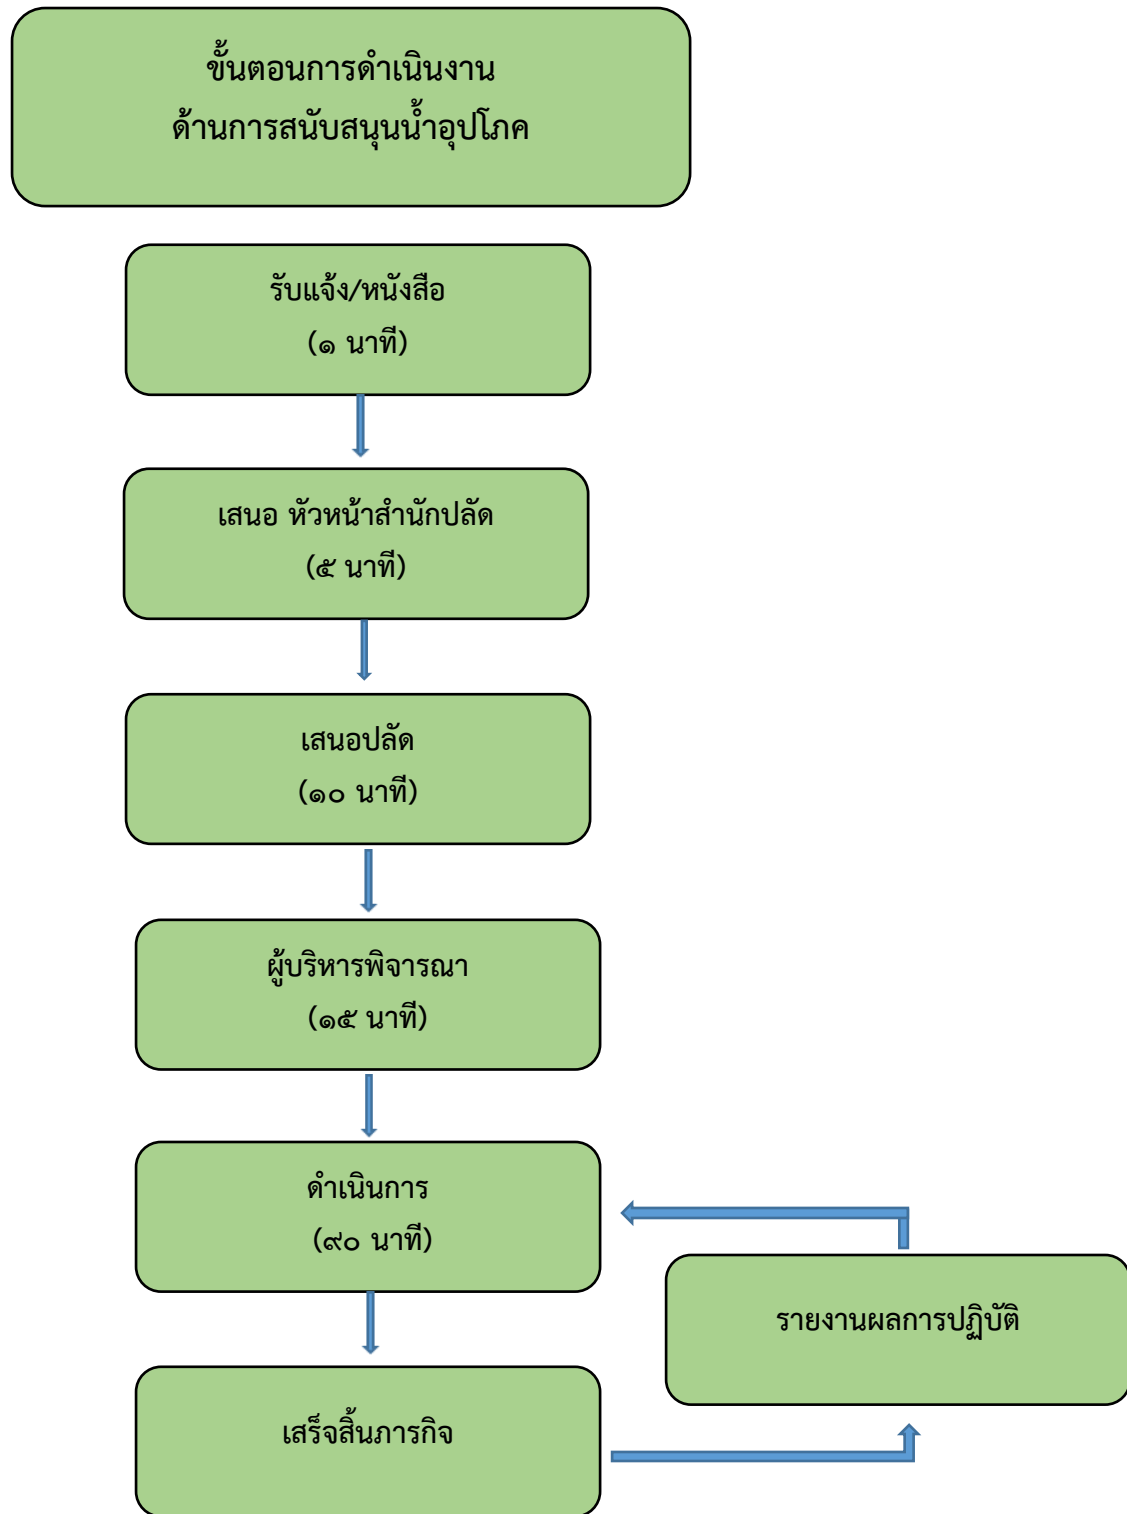 ขั้นตอนการดำเนินงาน
ด้านการสนับสนุนน้ำอุปโภค
รับแจ้ง/หนังสือ
(๑ นาที)
เสนอ หัวหน้าสำนักปลัด
(๕ นาที)
เสนอปลัด
(๑๐ นาที)
ผู้บริหารพิจารณา
(๑๕ นาที)
ดำเนินการ
(๙๐ นาที)
รายงานผลการปฏิบัติ
เสร็จสิ้นภารกิจ